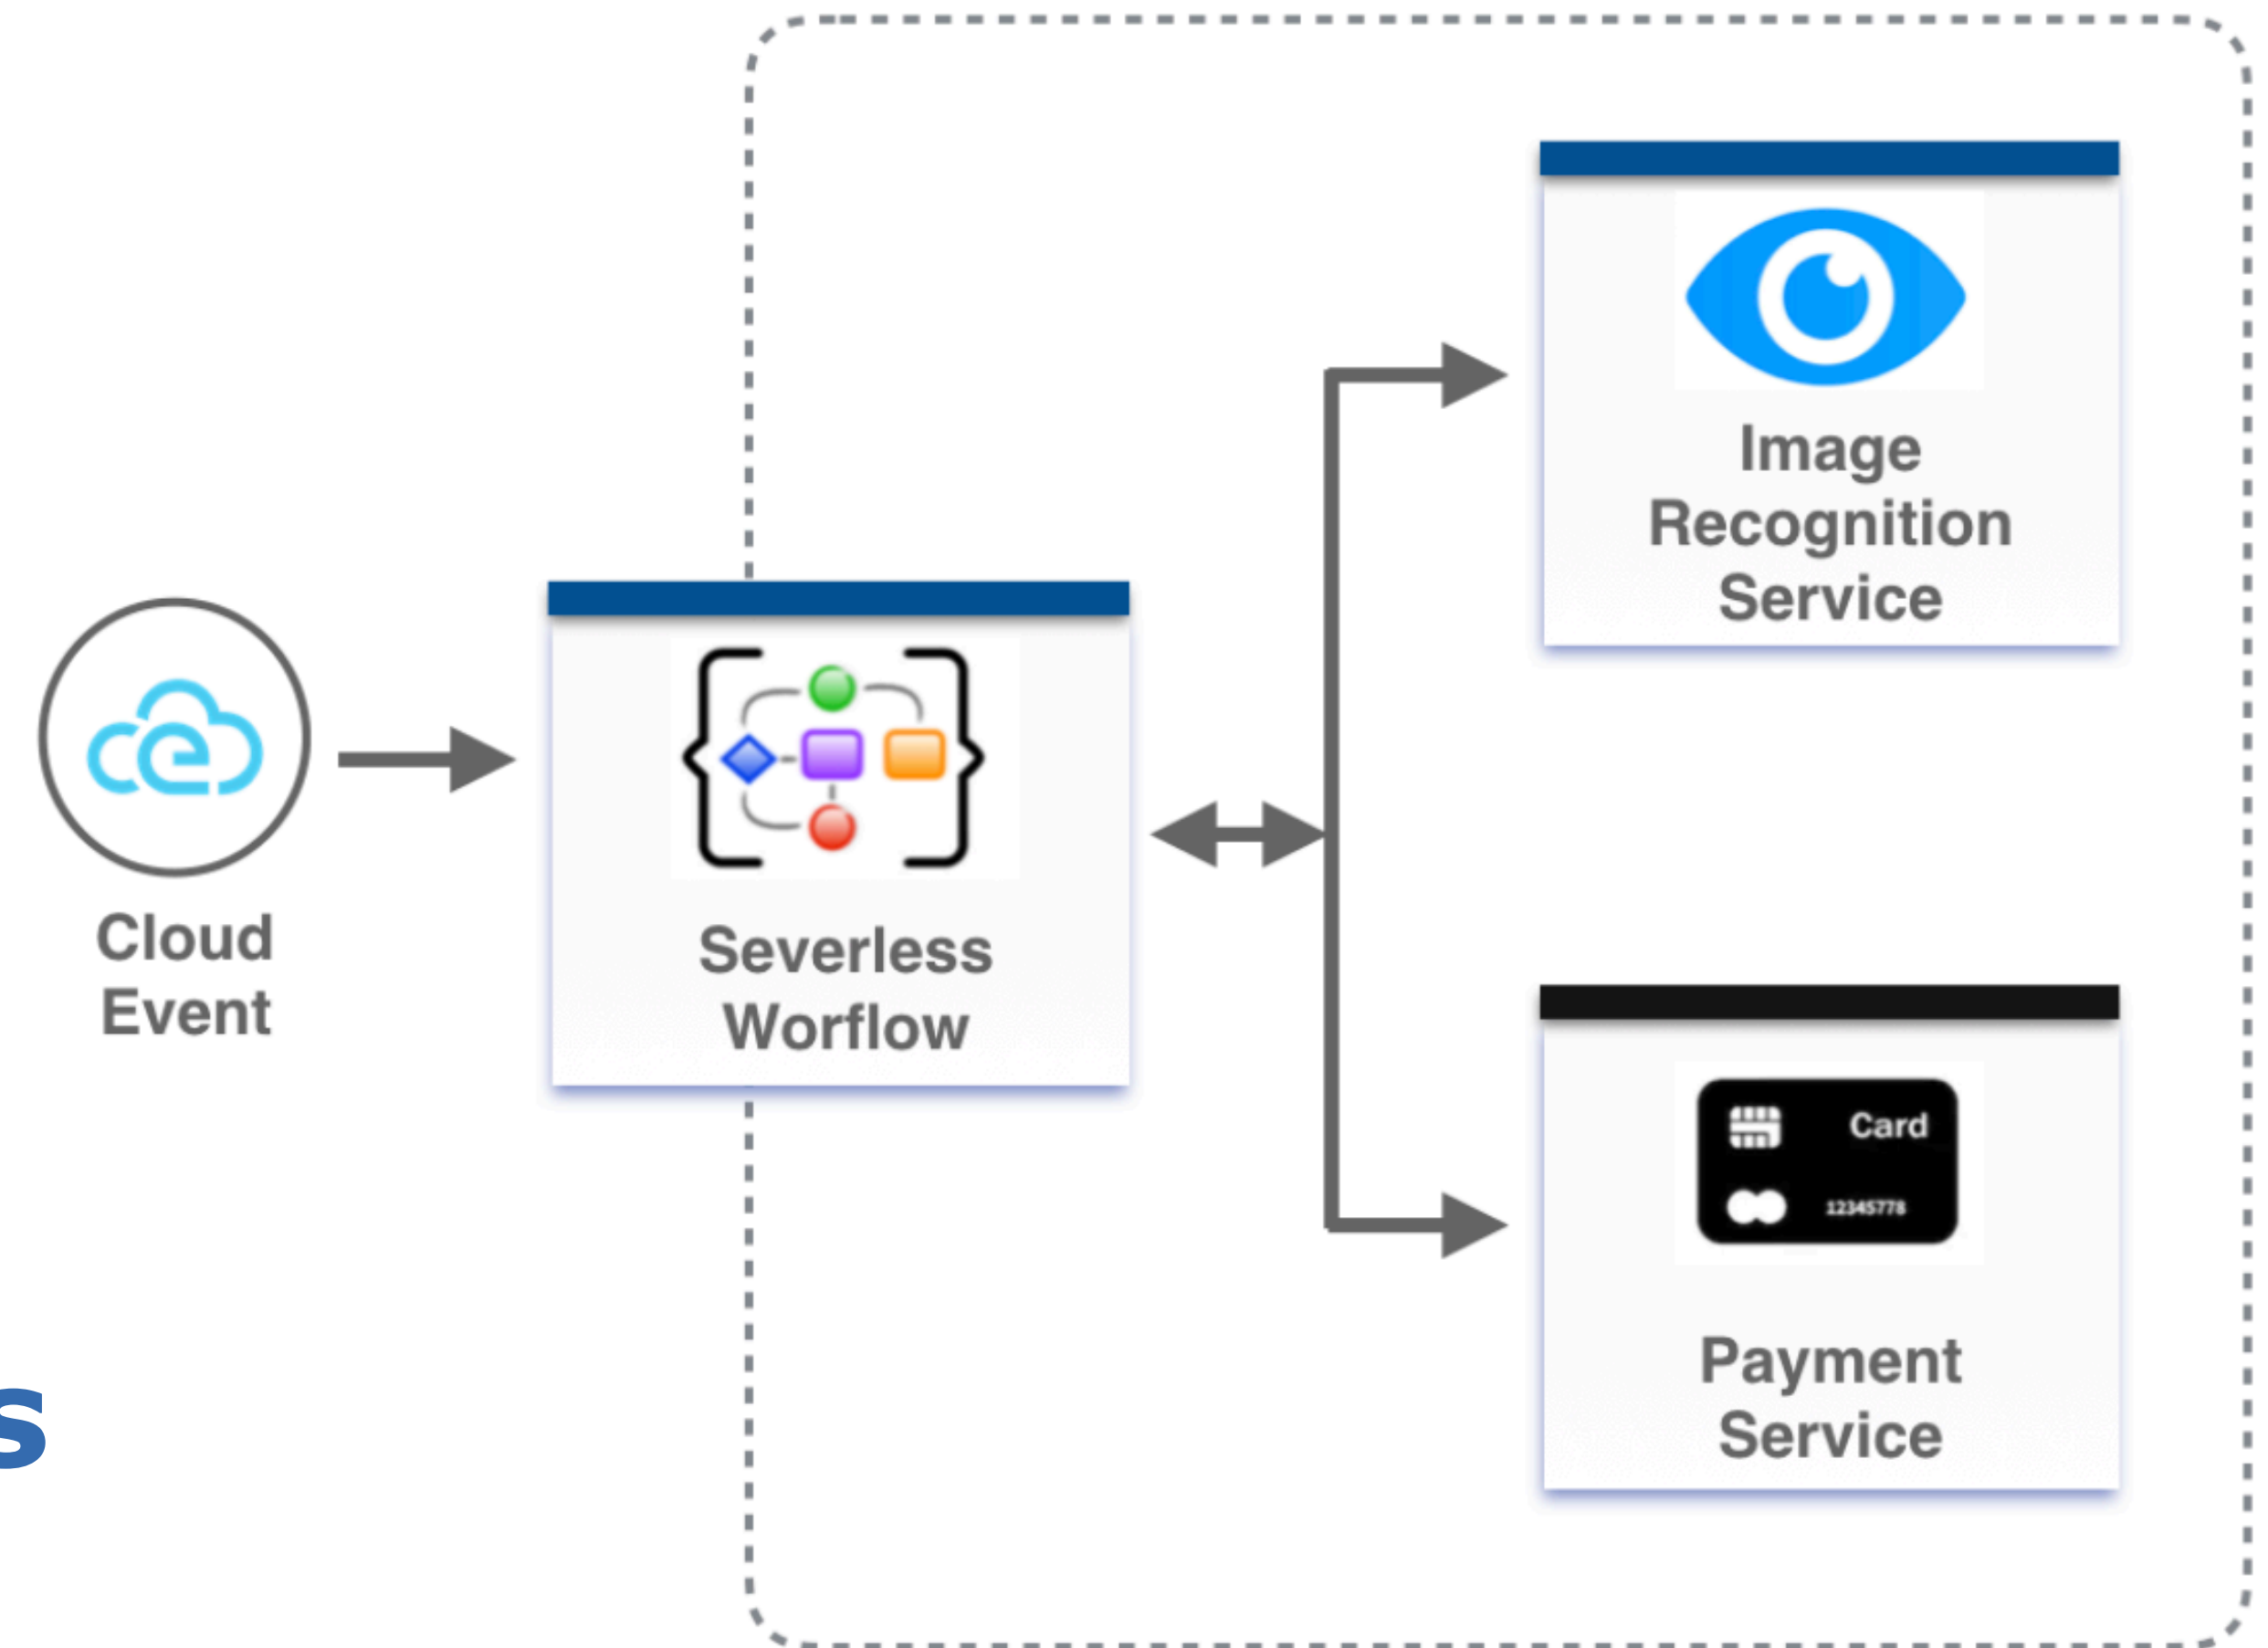 Cloud
Event
Severless
Worflow
Image
Recognition
Service
Card
12345778
Payment
Service
s